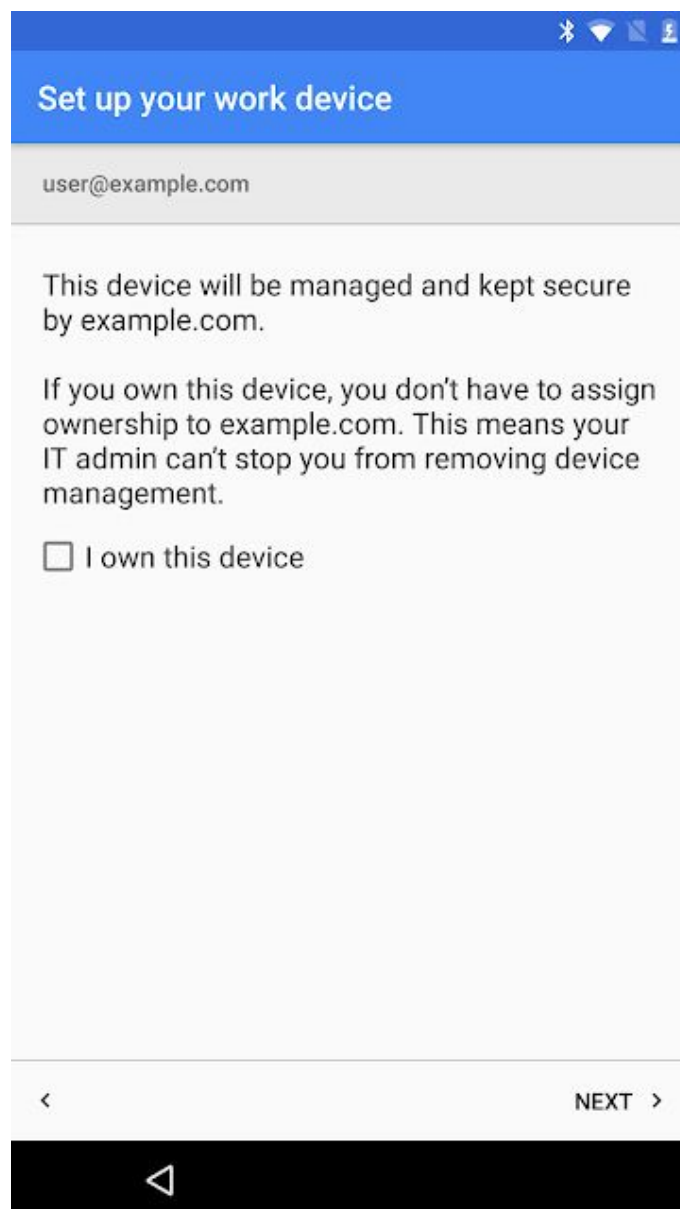 Set up your work device
user@example.com
This device will be managed and kept secure
by example.com.
If you own this device, you don’t have to assign
ownership to example.com. This means your
IT admin can’t stop you from removing device
management.
I own this device
NEXT